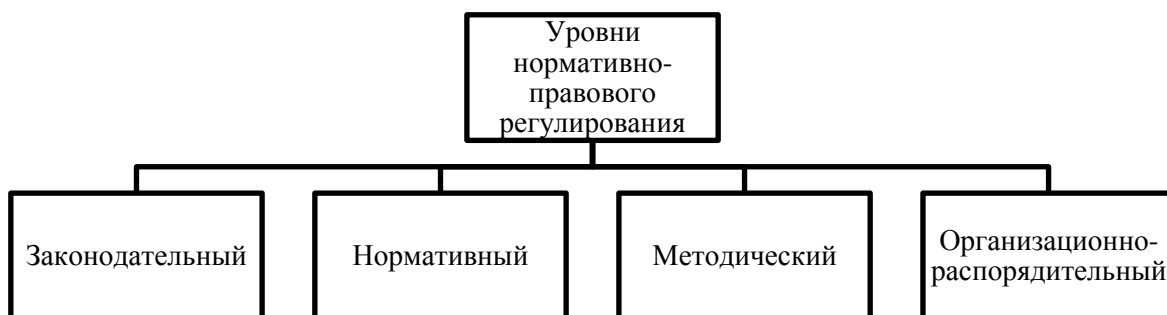 Уровни
нормативно-
правового
регулирования
Законодательный
Нормативный
Методический
Организационно-
распорядительный